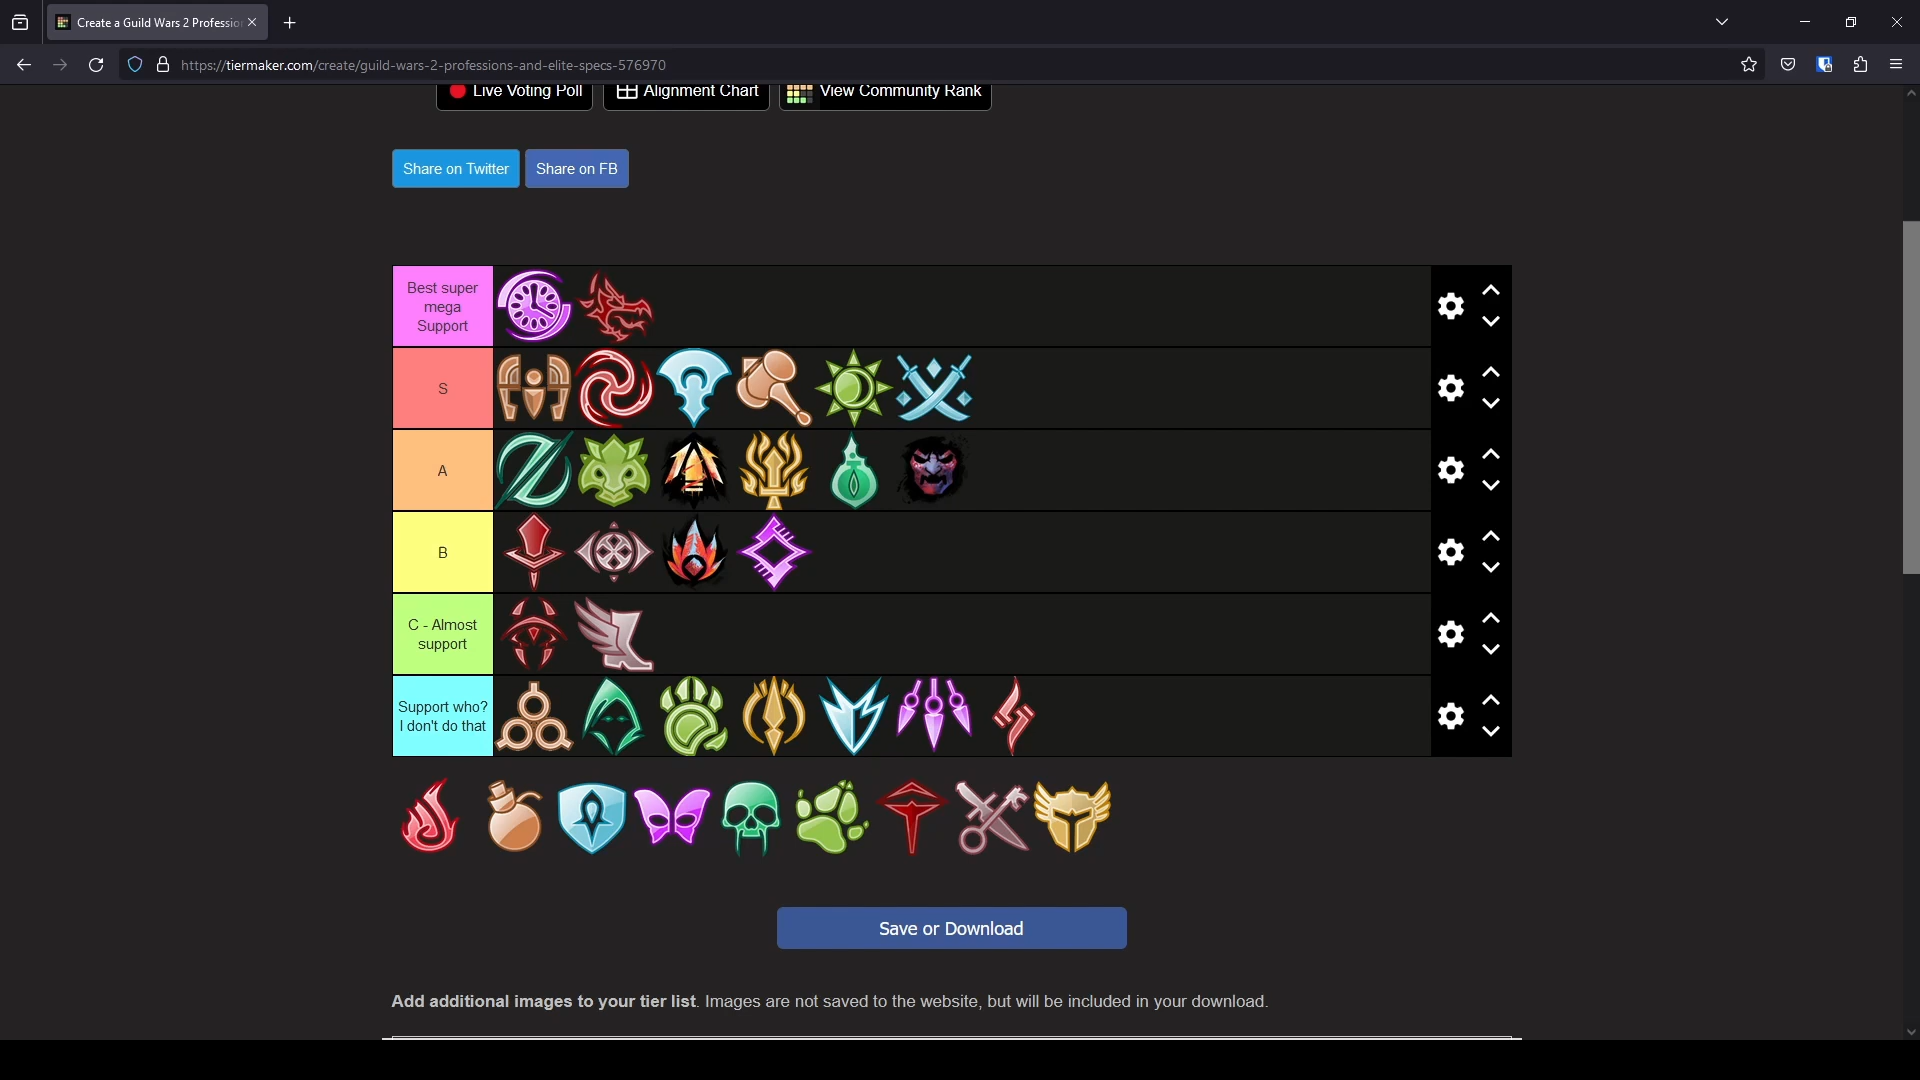 Create a Guild Wars 2 Professio
https://tiermaker.com/create/guild-wars-2-professions-and-elite-specs-576970
Live Voting Poll
Alignment Chart
View Community Rank
Share on Twitter
Share on FB
Best super
mega
Support
S
A
B
C - Almost
support
Support who?
I don't do that
Save or Download
Add additional images to your tier list. Images are not saved to the website, but will be included in your download.